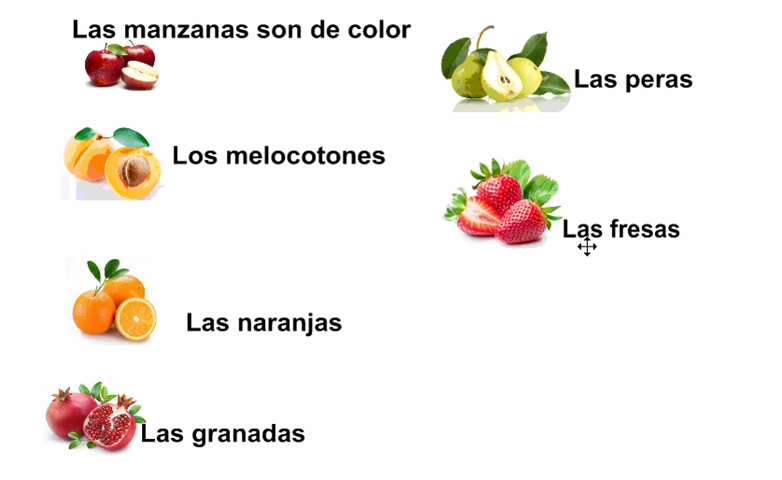 Las manzanas son de color
Las peras
Los melocotones
Las fresas
Las naranjas
Las granadas